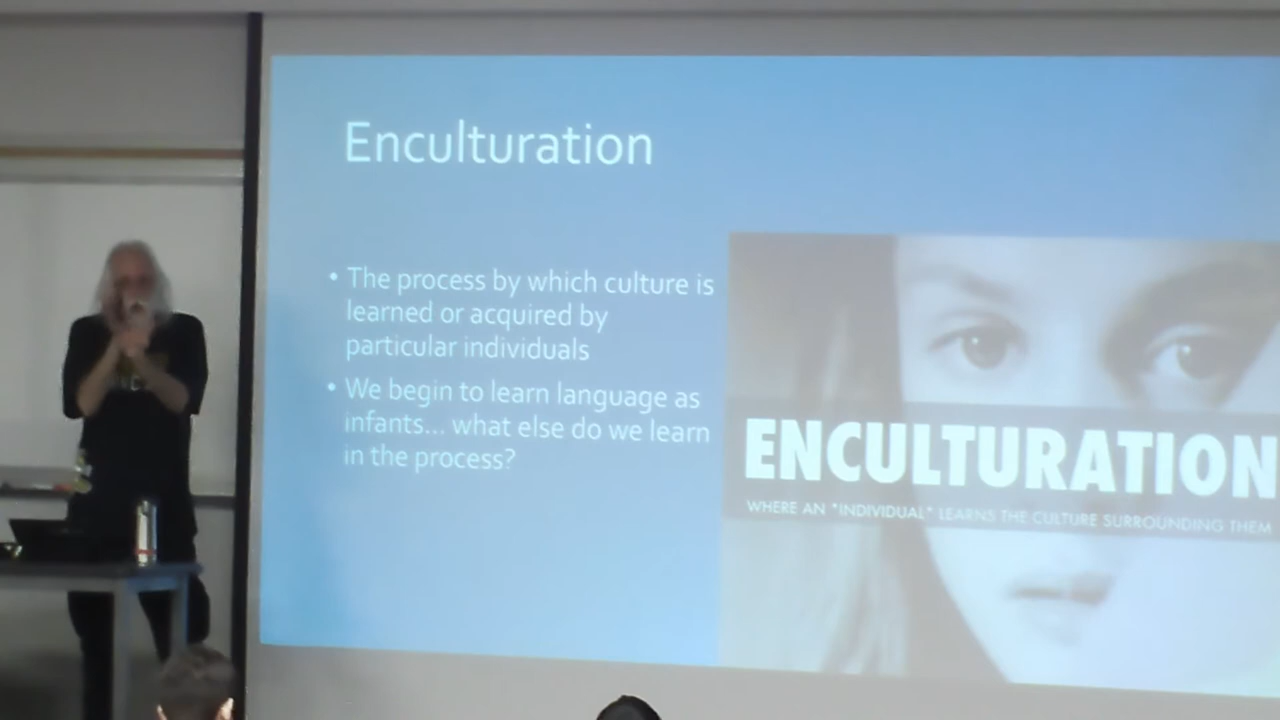 Enculturation
• The process by which culture is
learned or acquired by
particular individuals
• We begin to learn language as
infants... what else do we learn
in the process?
ENCULTURATION
WHERE AN "INDIVIDUAL" LEARNS THE CULTURE SURROUNDING THEM